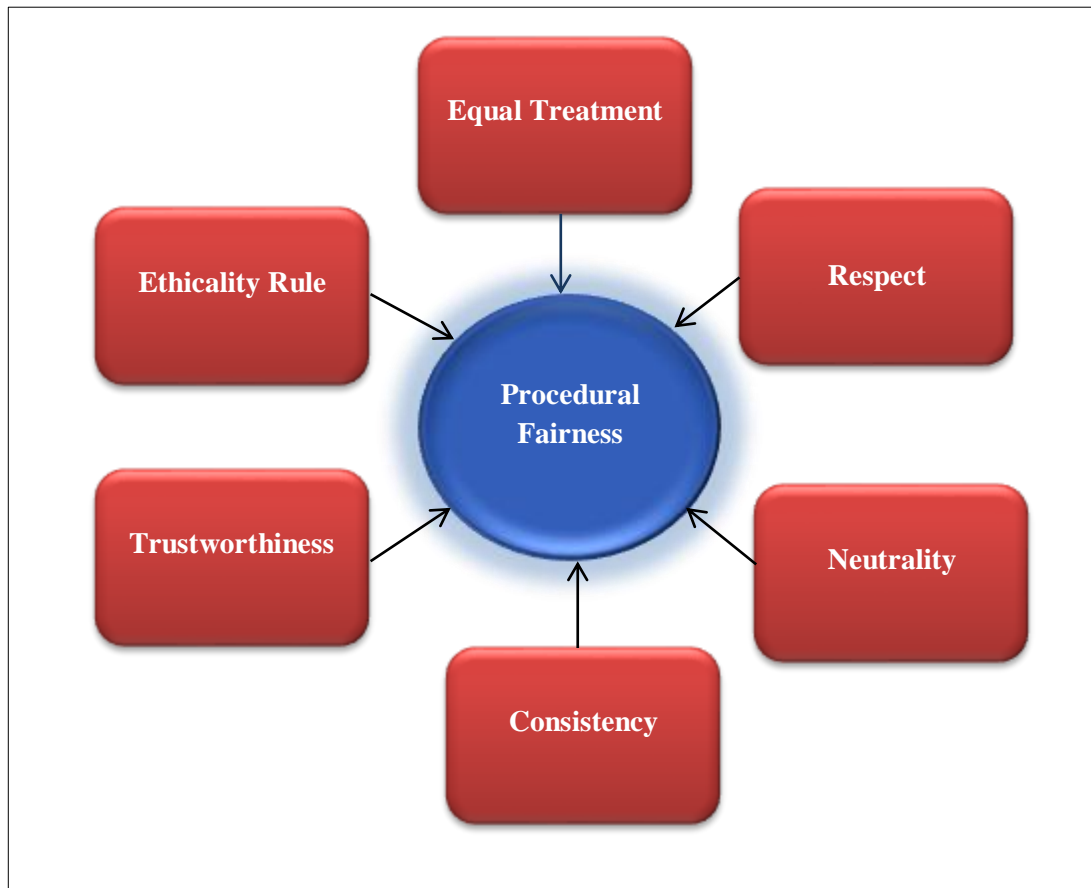 Equal Treatment
Ethicality Rule
Respect
Procedural
Fairness
Trustworthiness
Neutrality
Consistency